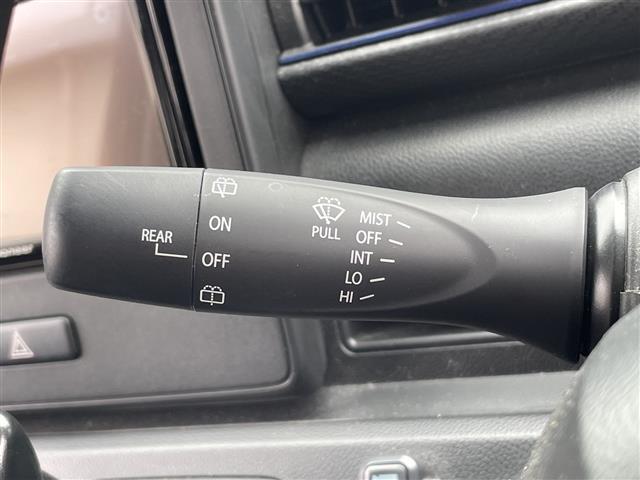 REAR
ON
OFF
PULL
MIST
OFF
INT
LO
HI